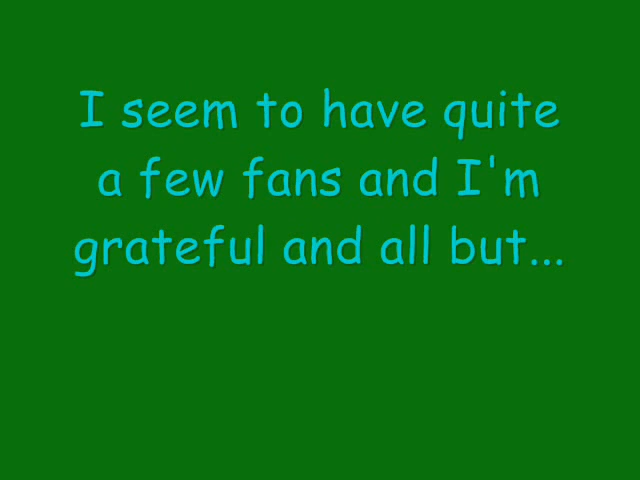 I seem to have quite
a few fans and I'm
grateful and all but...